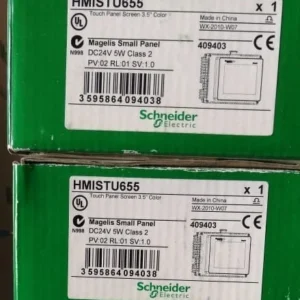 HMISTU655
x 1
Touch Panel Screen 3.5" Color
Made in China
WX-2010-W07
N998
Magelis Small Panel
DC24V 5W Class 2
PV:02 RL:01 SV:1.0
409403
3595864094038
Schneider
Electric
HMISTU655
x 1
Touch Panel Screen 3.5" Color
Made in China
WX-2010-W07
N998
Magelis Small Panel
DC24V 5W Class 2
PV:02 RL:01 SV:1.0
409403
3595864094038
Schneider
Electric